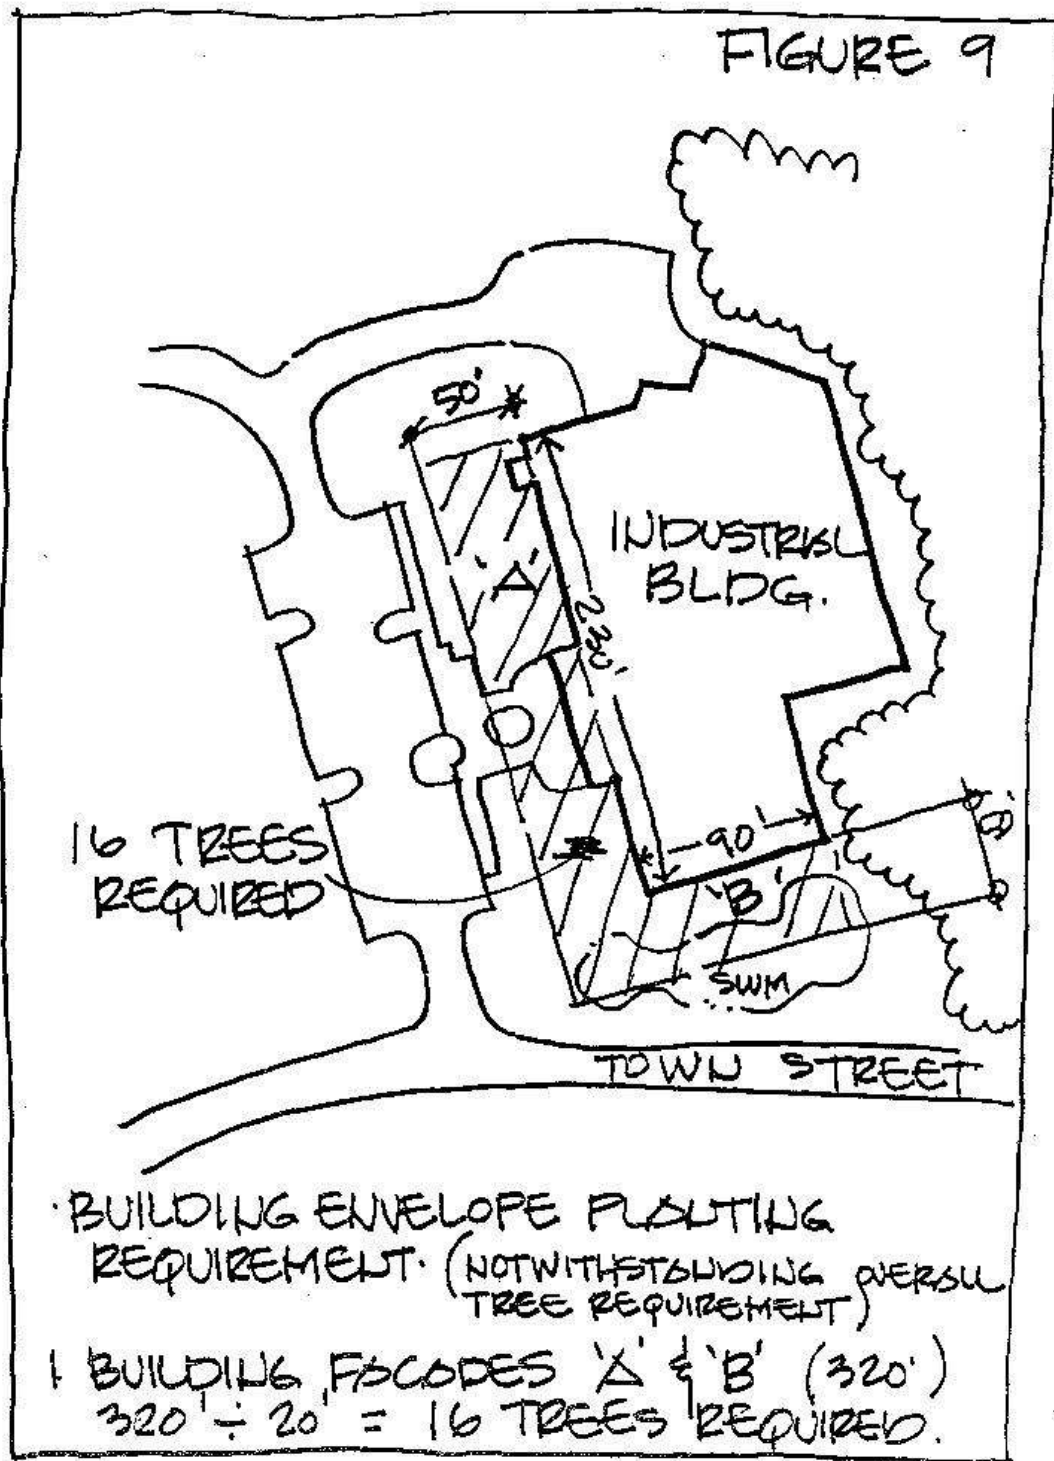 FIGURE 9
50'
'A'
INDUSTRIAL
BLDG.
230'
16 TREES
REQUIRED
90'
'B'
SWM
TOWN STREET
BUILDING ENVELOPE PLANTING
REQUIREMENT. (NOTWITHSTANDING OVERALL
TREE REQUIREMENT)
1 BUILDING FACODES 'A' & 'B' (320')
320' ÷ 20' = 16 TREES REQUIRED.